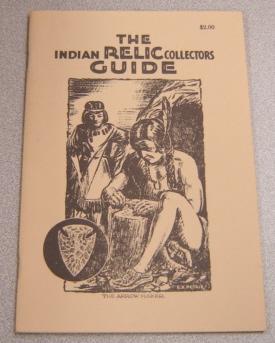 $2.00
THE
INDIAN RELIC COLLECTORS
GUIDE
THE ARROW MAKER